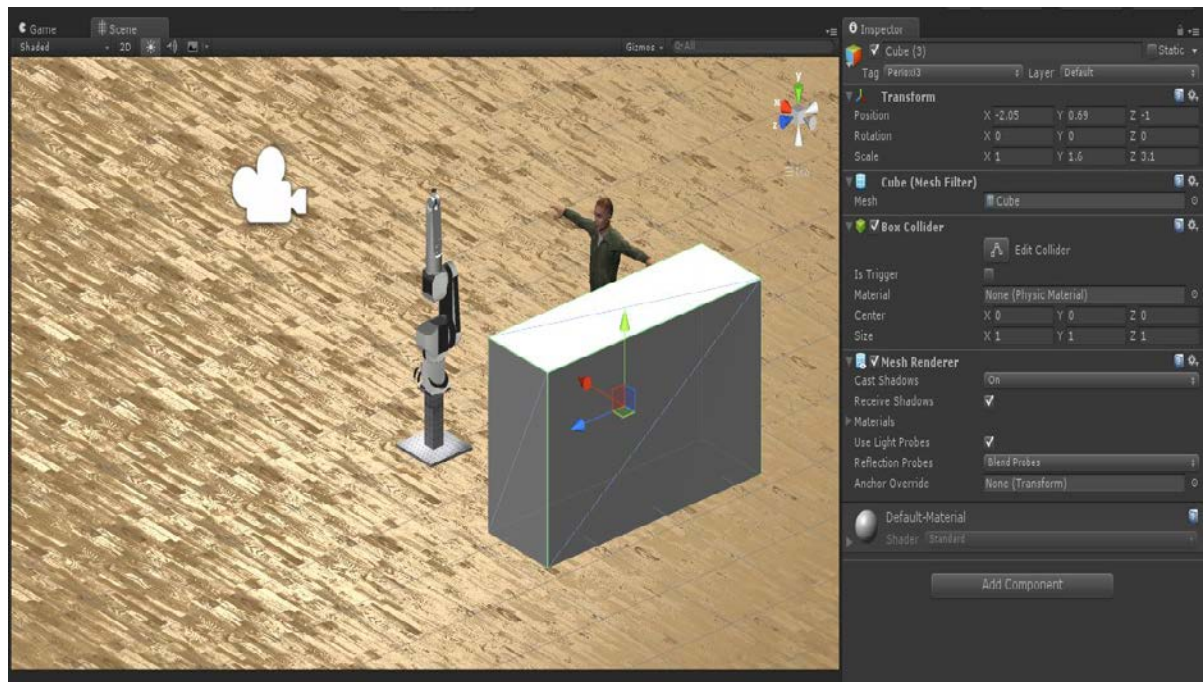 Game Scene
Shaded 2D Gizmos All
y
x
z
Iso
Inspector
Cube (3) Static
Tag Perioxi3 Layer Default
Transform
Position X -2.05 Y 0.69 Z -1
Rotation X 0 Y 0 Z 0
Scale X 1 Y 1.6 Z 3.1
Cube (Mesh Filter)
Mesh Cube
Box Collider
Edit Collider
Is Trigger
Material None (Physic Material)
Center X 0 Y 0 Z 0
Size X 1 Y 1 Z 1
Mesh Renderer
Cast Shadows On
Receive Shadows
Materials
Use Light Probes
Reflection Probes Blend Probes
Anchor Override None (Transform)
Default-Material
Shader Standard
Add Component